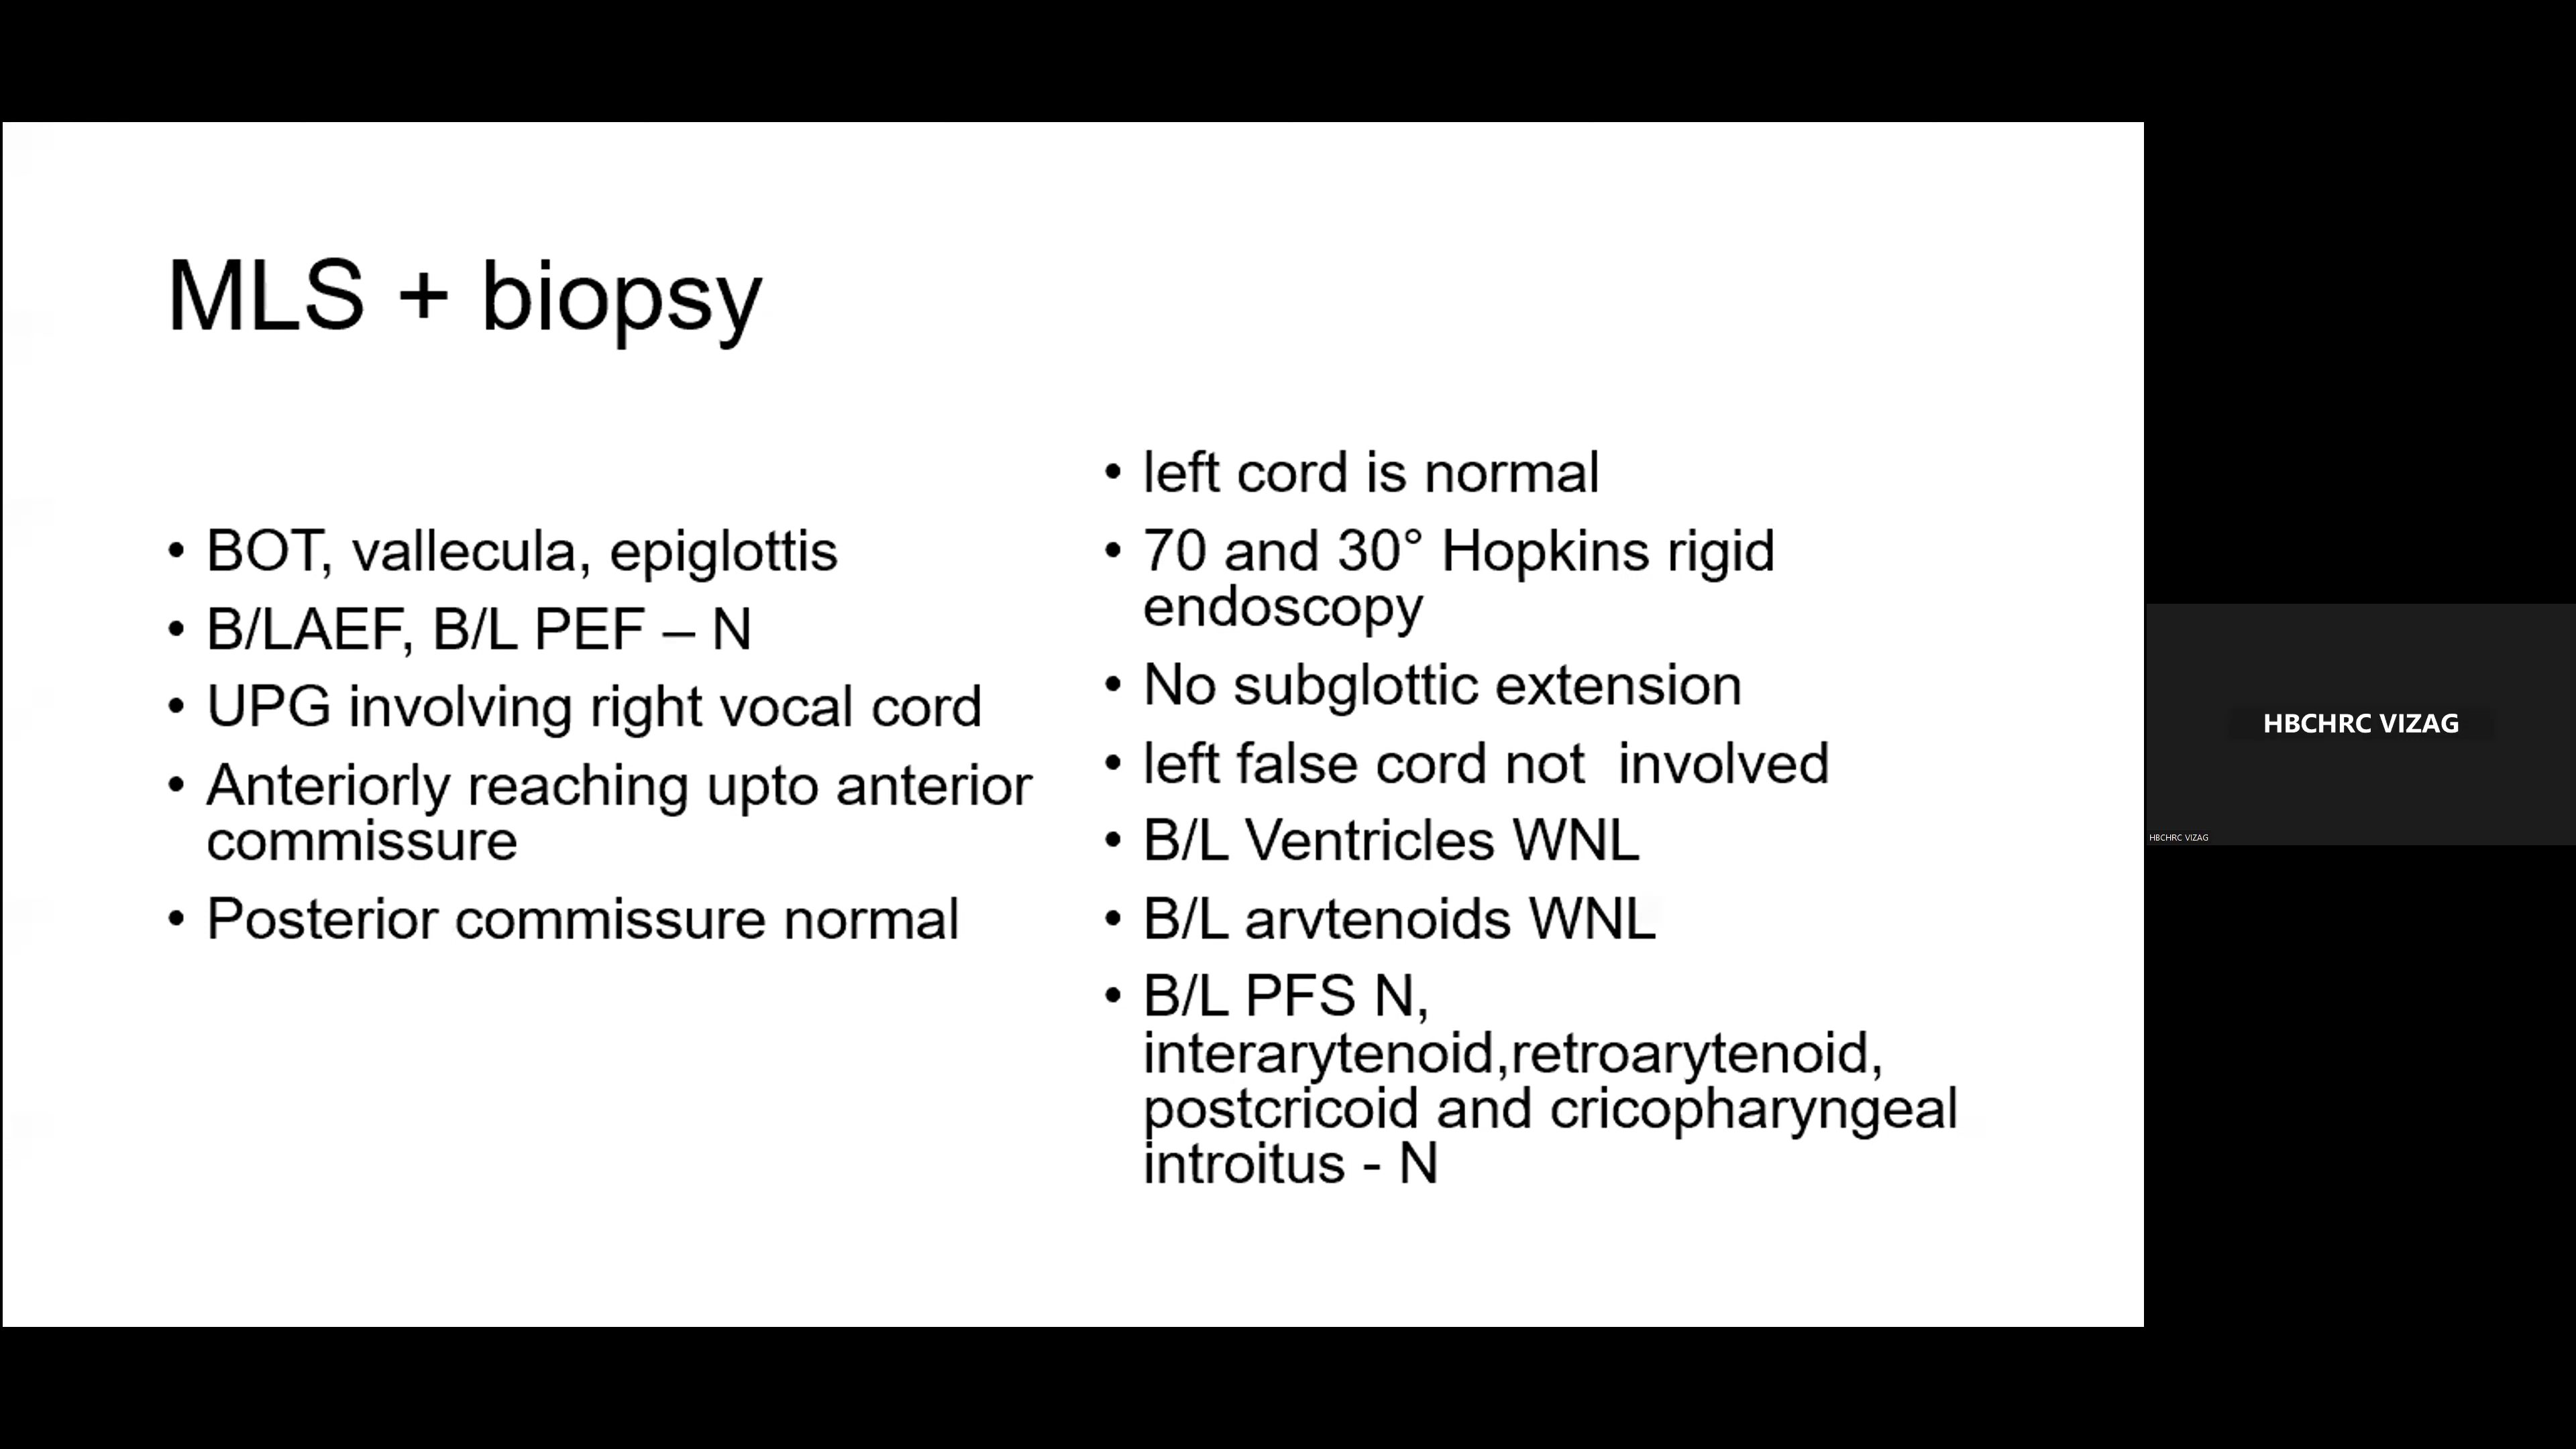 MLS + biopsy
• BOT, vallecula, epiglottis
• B/LAEF, B/L PEF – N
• UPG involving right vocal cord
• Anteriorly reaching upto anterior
commissure
• Posterior commissure normal
• left cord is normal
• 70 and 30° Hopkins rigid
endoscopy
• No subglottic extension
• left false cord not  involved
• B/L Ventricles WNL
• B/L arvtenoids WNL
• B/L PFS N,
interarytenoid,retroarytenoid,
postcricoid and cricopharyngeal
introitus - N
HBCHRC VIZAG
HBCHRC VIZAG